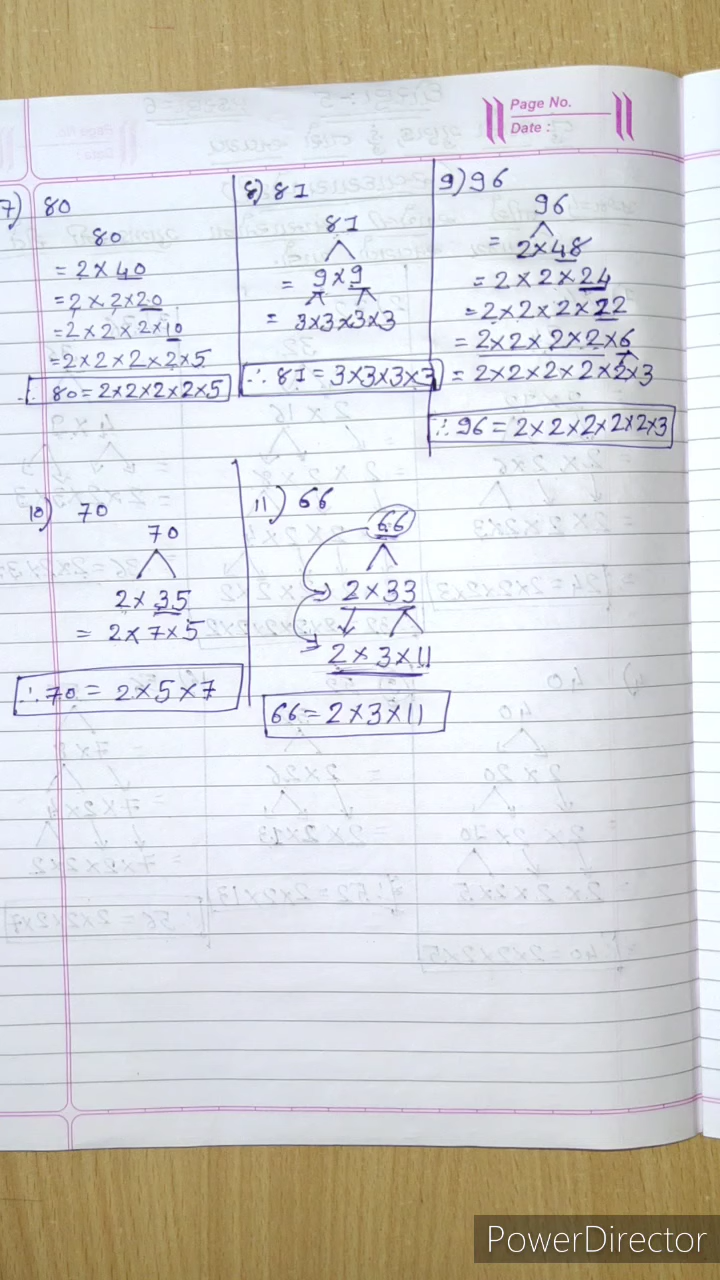 Page No.
Date :
7) 80
80
= 2 × 40
= 2 × 2 × 20
= 2 × 2 × 2 × 10
= 2 × 2 × 2 × 2 × 5
∴ 80 = 2×2×2×2×5
8) 81
81
= 9 × 9
= 3×3×3×3
∴ 81 = 3×3×3×3
9) 96
96
= 2 × 48
= 2 × 2 × 24
= 2 × 2 × 2 × 22
= 2 × 2 × 2 × 2 × 6
= 2 × 2 × 2 × 2 × 2 × 3
∴ 96 = 2×2×2×2×2×3
10) 70
70
2 × 35
= 2 × 7 × 5
∴ 70 = 2 × 5 × 7
11) 66
66
2 × 33
2 × 3 × 11
66 = 2 × 3 × 11
PowerDirector